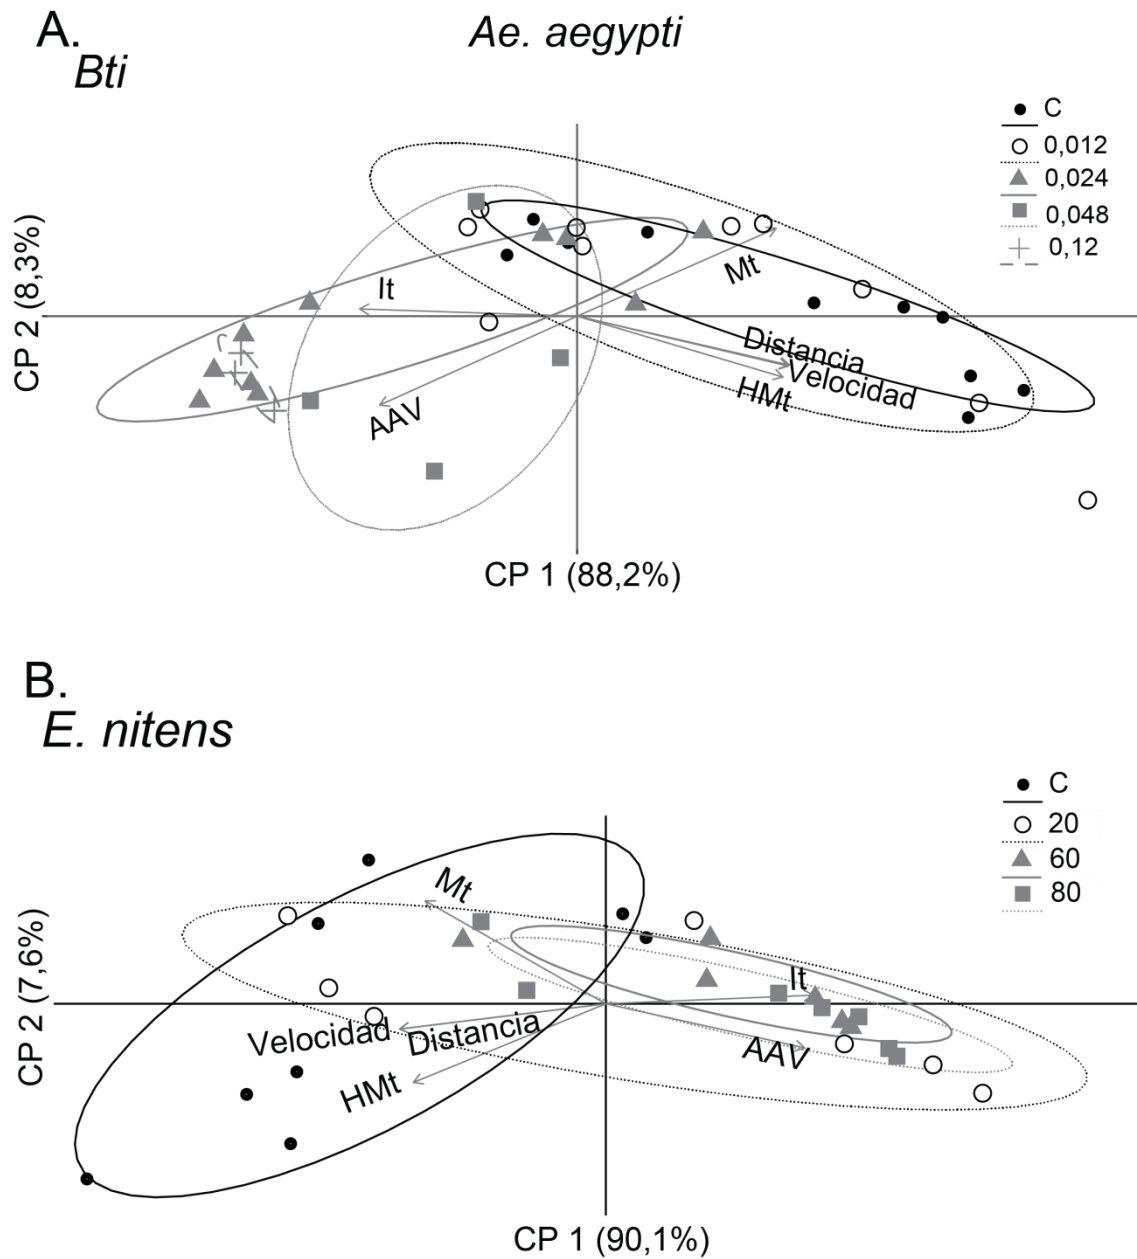 A.
Ae. aegypti
Bti
C
0,012
0,024
0,048
0,12
CP 2 (8,3%)
It
Mt
Distancia
Velocidad
HMt
AAV
CP 1 (88,2%)
B.
E. nitens
C
20
60
80
CP 2 (7,6%)
Mt
It
Velocidad
Distancia
AAV
HMt
CP 1 (90,1%)